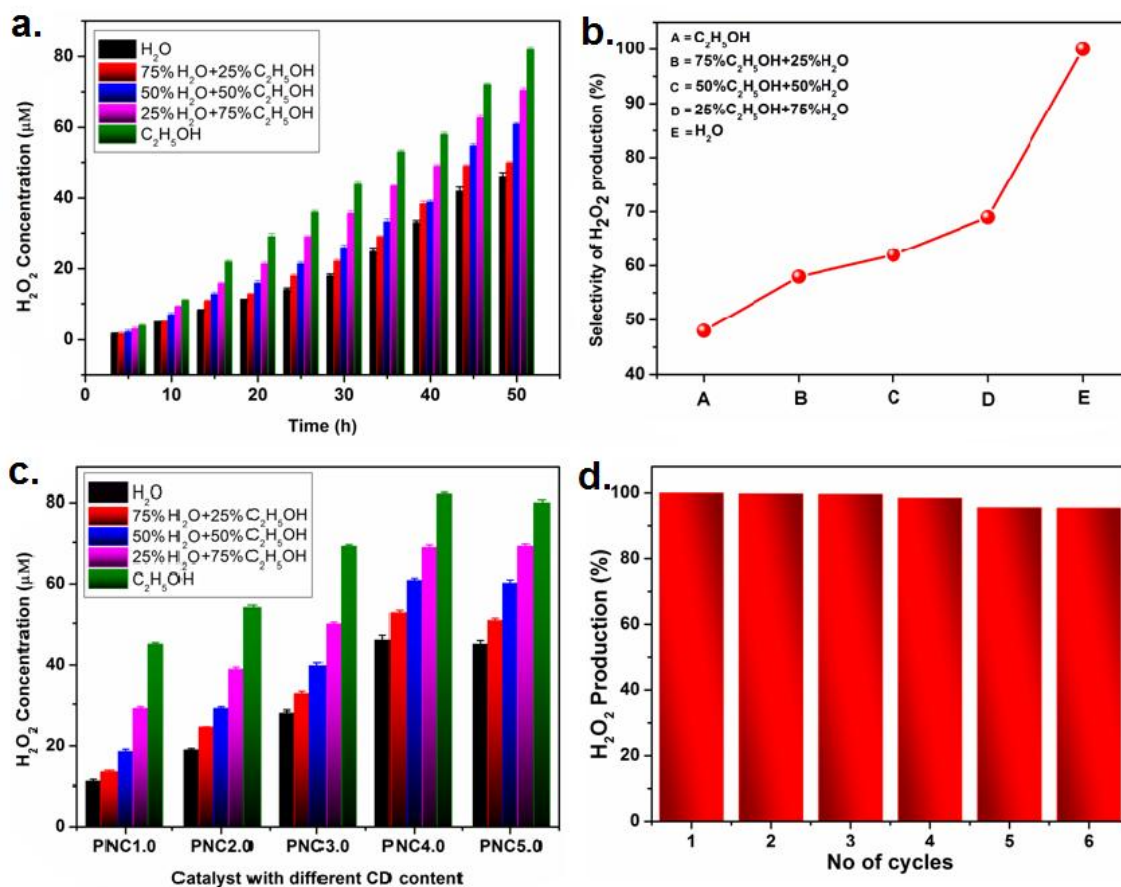 a.
H₂O
75%H₂O+25%C₂H₅OH
50%H₂O+50%C₂H₅OH
25%H₂O+75%C₂H₅OH
C₂H₅OH
H₂O₂ Concentration (μM)
80
60
40
20
0
0 10 20 30 40 50
Time (h)
b.
A = C₂H₅OH
B = 75%C₂H₅OH+25%H₂O
C = 50%C₂H₅OH+50%H₂O
D = 25%C₂H₅OH+75%H₂O
E = H₂O
Selectivity of H₂O₂ production (%)
100
90
80
70
60
50
40
A B C D E
c.
H₂O
75%H₂O+25%C₂H₅OH
50%H₂O+50%C₂H₅OH
25%H₂O+75%C₂H₅OH
C₂H₅OH
H₂O₂ Concentration (μM)
80
60
40
20
0
PNC1.0 PNC2.0 PNC3.0 PNC4.0 PNC5.0
Catalyst with different CD content
d.
H₂O₂ Production (%)
100
80
60
40
20
0
1 2 3 4 5 6
No of cycles